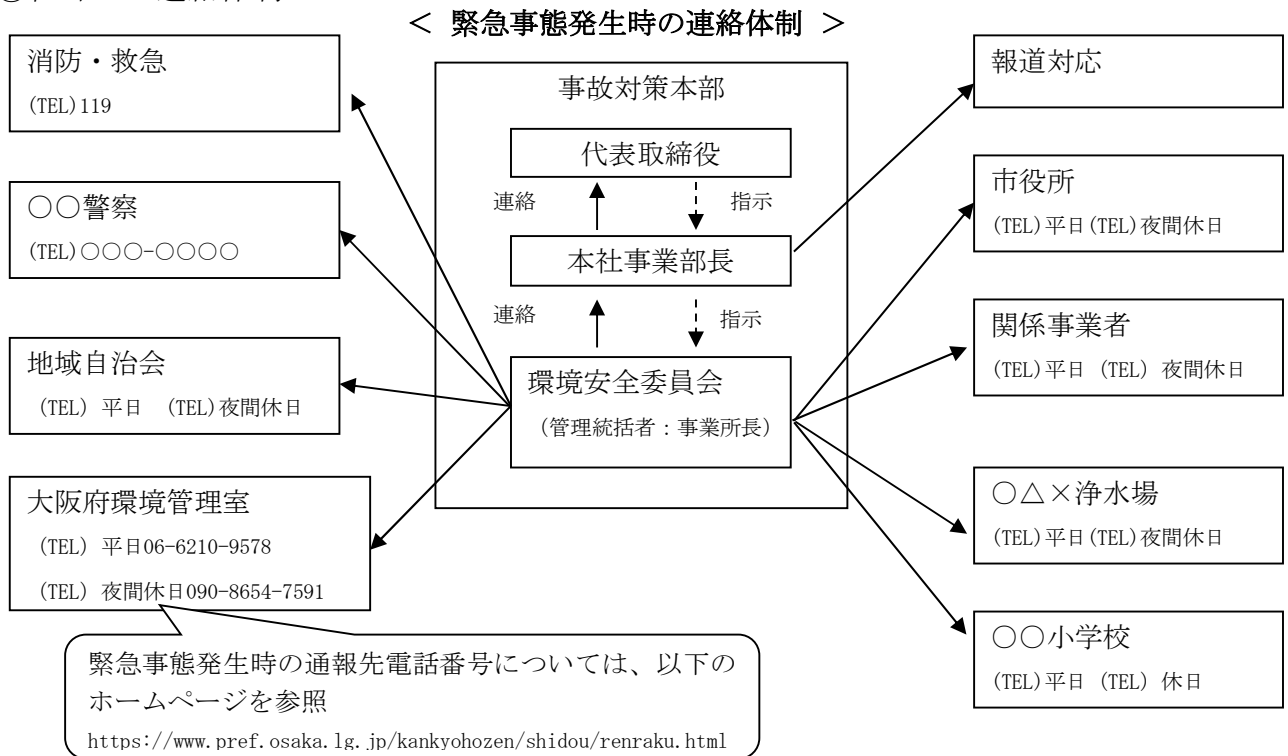 < 緊急事態発生時の連絡体制 >
消防・救急
(TEL)119
○○警察
(TEL)○○○-○○○○
地域自治会
(TEL) 平日 (TEL)夜間休日
大阪府環境管理室
(TEL) 平日06-6210-9578
(TEL) 夜間休日090-8654-7591
緊急事態発生時の通報先電話番号については、以下の
ホームページを参照
https://www.pref.osaka.lg.jp/kankyohozen/shidou/renraku.html
事故対策本部
代表取締役
連絡
指示
本社事業部長
連絡
指示
環境安全委員会
(管理統括者:事業所長)
報道対応
市役所
(TEL)平日(TEL)夜間休日
関係事業者
(TEL)平日 (TEL) 夜間休日
○△×浄水場
(TEL)平日(TEL)夜間休日
○○小学校
(TEL)平日 (TEL) 休日